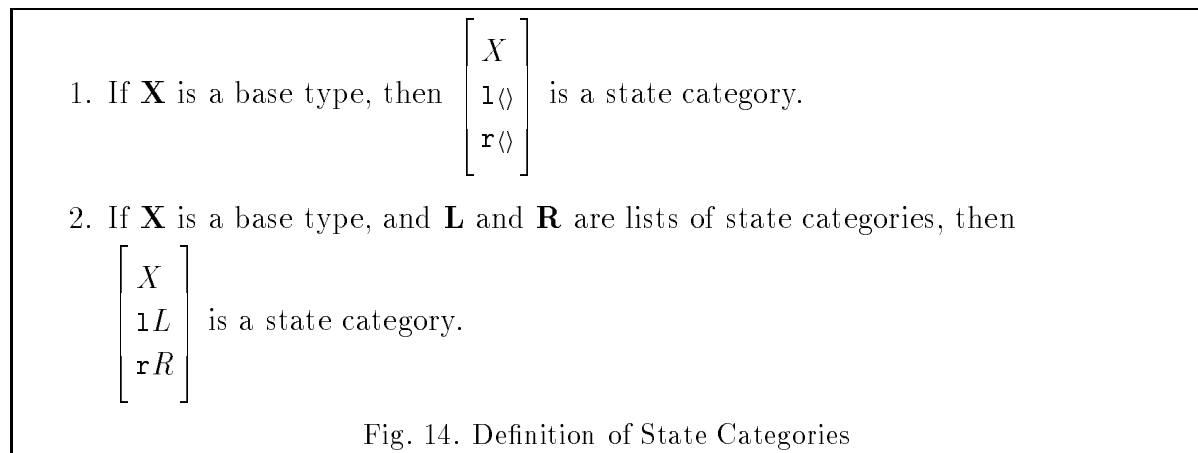 1. If X is a base type, then [ X l⟨⟩ r⟨⟩ ] is a state category.
2. If X is a base type, and L and R are lists of state categories, then
[ X lL rR ] is a state category.
Fig. 14. Definition of State Categories